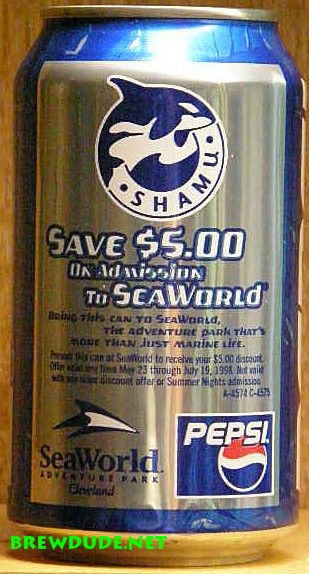 • SHAMU •
SAVE $5.00
On Admission
To SeaWorld®
Bring this can to SeaWorld,
the adventure park that's
more than just marine life.
Present this can at SeaWorld to receive your $5.00 discount.
Offer valid any time May 23 through July 19, 1998. Not valid
with any other discount offer or Summer Nights admission.
A-4574 C-4575
SeaWorld.
ADVENTURE PARK
Cleveland
PEPSI
BREWDUDE.NET